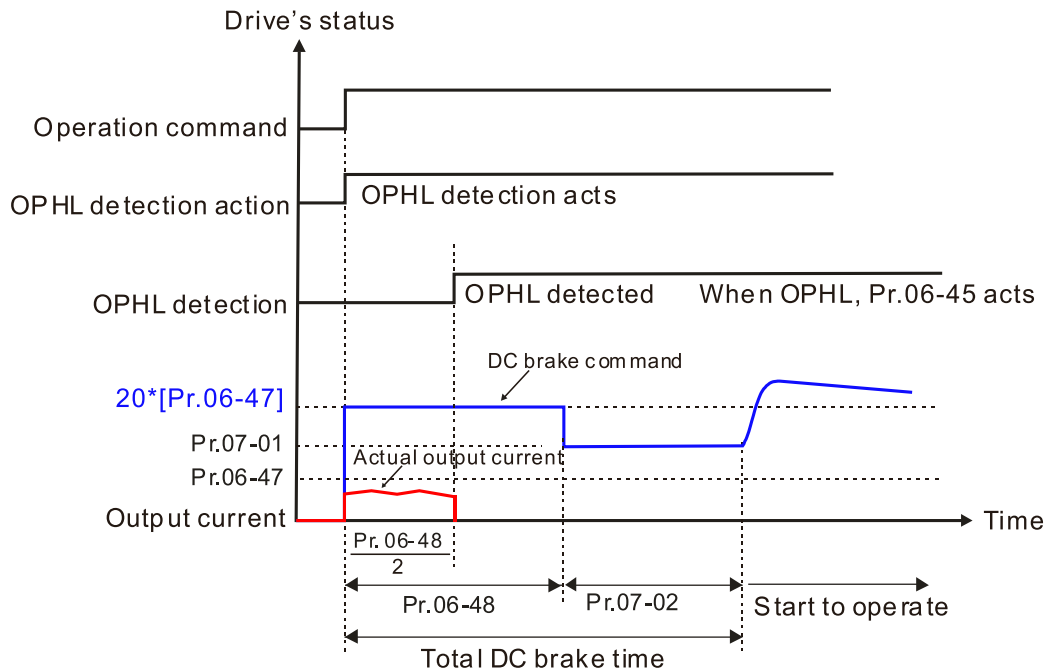 Drive's status
Operation command
OPHL detection action
OPHL detection acts
OPHL detection
OPHL detected
When OPHL, Pr.06-45 acts
DC brake command
20*[Pr.06-47]
Pr.07-01
Actual output current
Pr.06-47
Output current
Time
Pr. 06-48
2
Pr.06-48
Pr.07-02
Start to operate
Total DC brake time